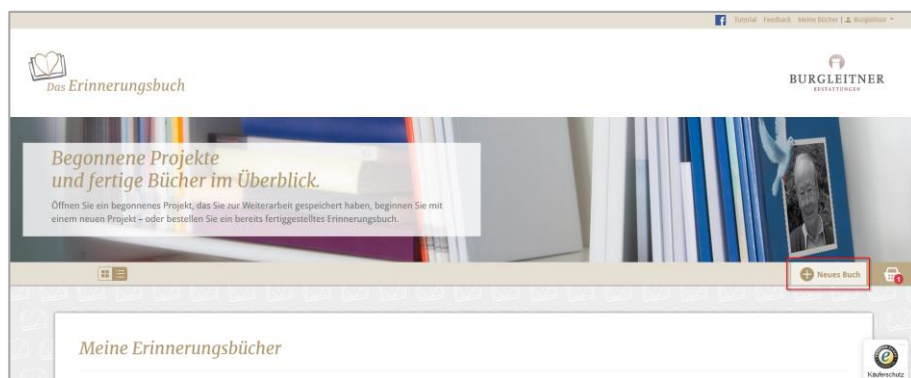 Tutorial Feedback Meine Bücher | Burgleitner
Das Erinnerungsbuch
BURGLEITNER
BESTATTUNGEN
Begonnene Projekte
und fertige Bücher im Überblick.
Öffnen Sie ein begonnenes Projekt, das Sie zur Weiterarbeit gespeichert haben, beginnen Sie mit
einem neuen Projekt – oder bestellen Sie ein bereits fertiggestelltes Erinnerungsbuch.
Neues Buch
1
Meine Erinnerungsbücher
Käuferschutz